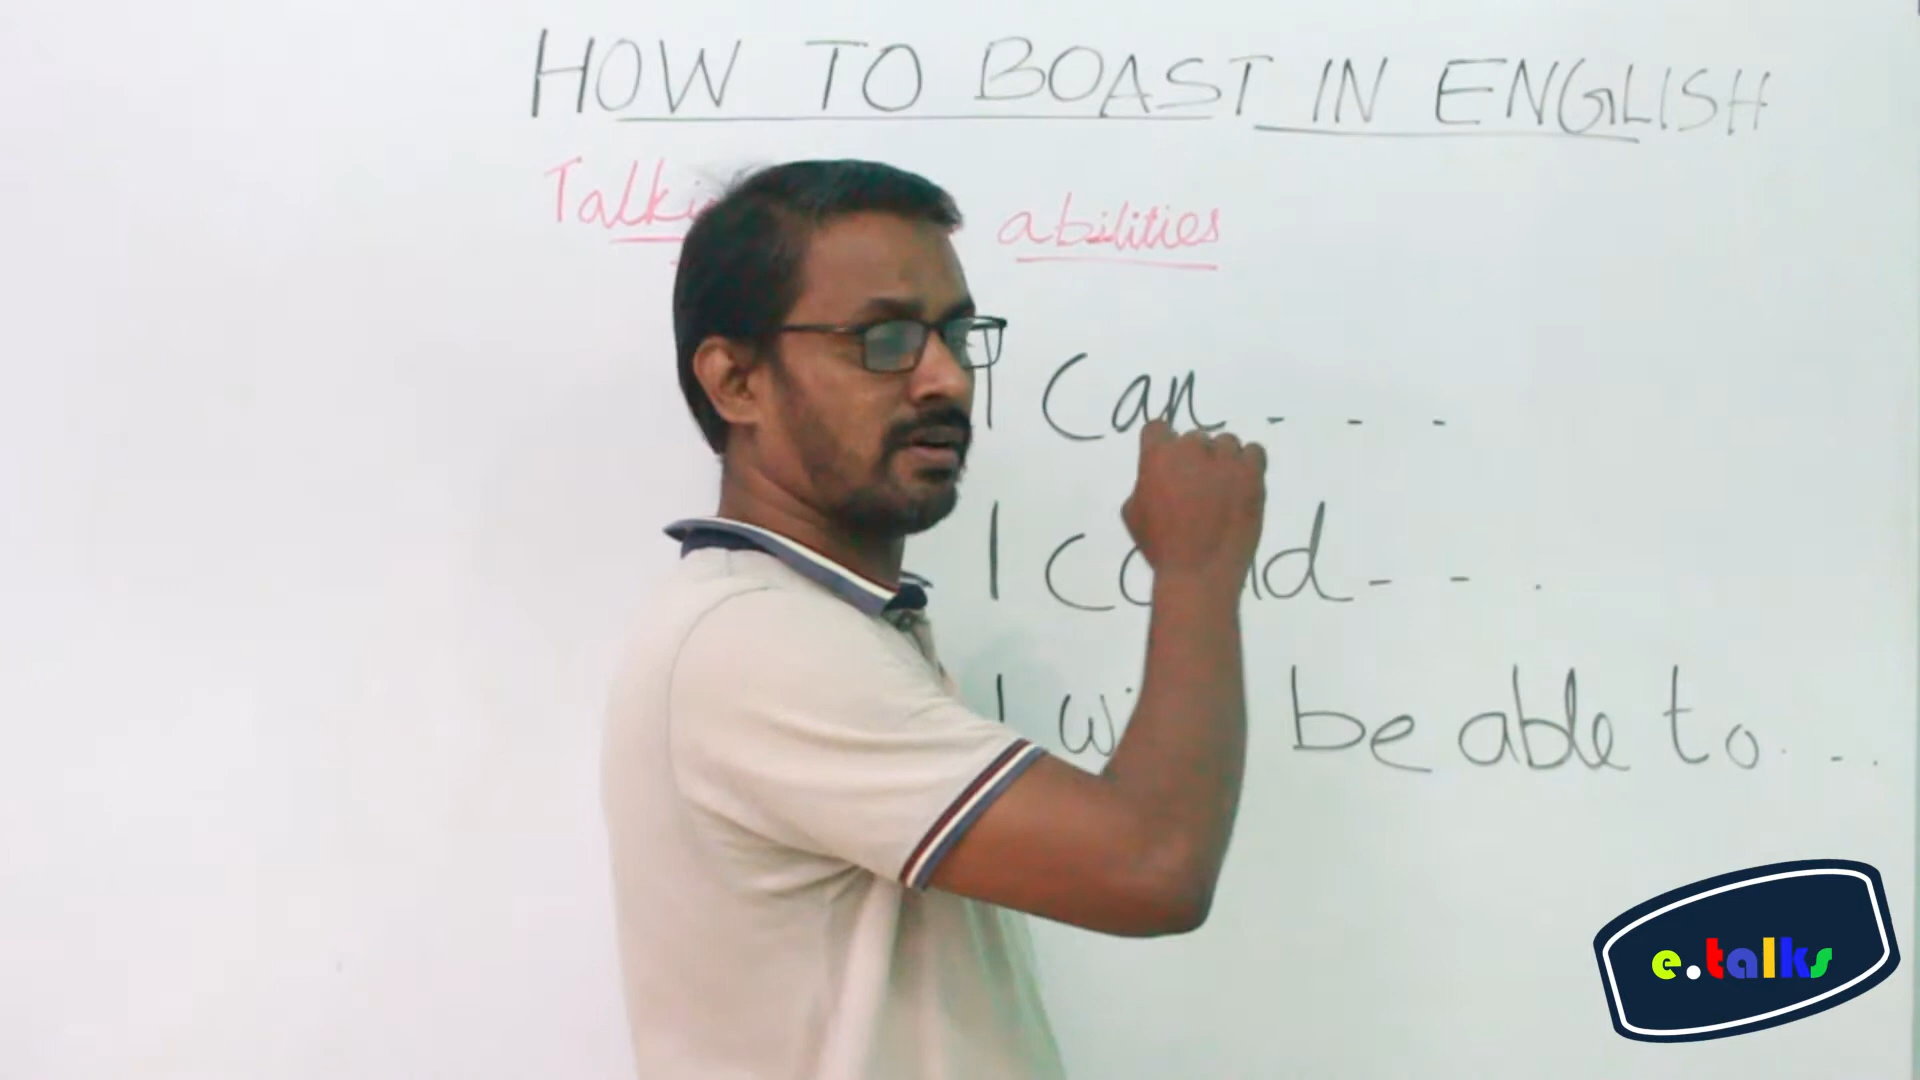 HOW TO BOAST IN ENGLISH
abilities
I can - - -
I - - .
I be able to . - .
e.talks